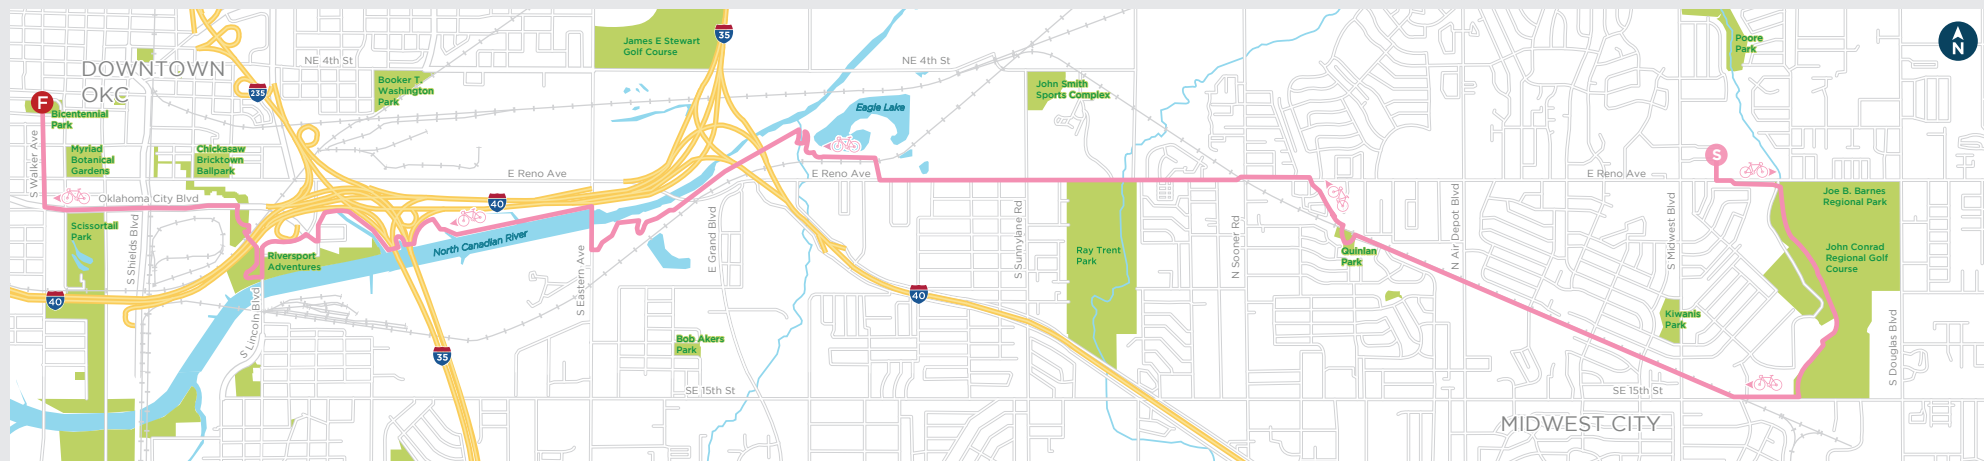 DOWNTOWN
OKC
F
Bicentennial
Park
S Walker Ave
Myriad
Botanical
Gardens
Chickasaw
Bricktown
Ballpark
Oklahoma City Blvd
Scissortail
Park
S Shields Blvd
Riversport
Adventures
S Lincoln Blvd
40
235
NE 4th St
Booker T.
Washington
Park
E Reno Ave
40
North Canadian River
35
S Eastern Ave
James E Stewart
Golf Course
35
E Grand Blvd
Bob Akers
Park
SE 15th St
Eagle Lake
E Reno Ave
NE 4th St
40
John Smith
Sports Complex
S Sunnylane Rd
Ray Trent
Park
N Sooner Rd
Quinlan
Park
N Air Depot Blvd
E Reno Ave
S Midwest Blvd
Kiwanis
Park
SE 15th St
MIDWEST CITY
S
Poore
Park
Joe B. Barnes
Regional Park
John Conrad
Regional Golf
Course
S Douglas Blvd
N